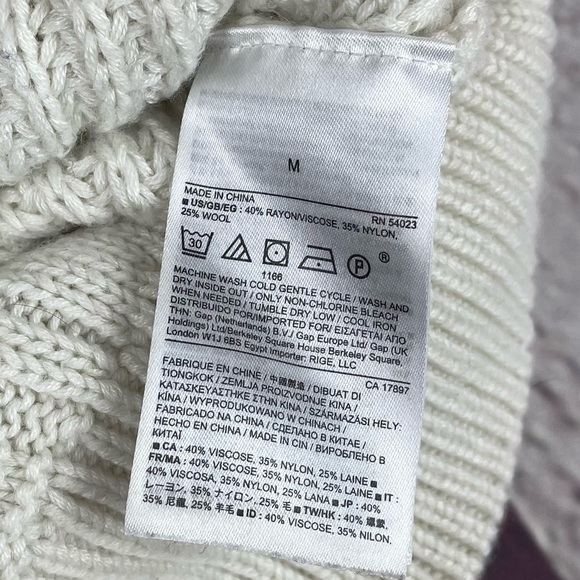 M
MADE IN CHINA RN 54023
■ US/GB/EG : 40% RAYON/VISCOSE, 35% NYLON,
25% WOOL
30 P ®
1166
MACHINE WASH COLD GENTLE CYCLE / WASH AND
DRY INSIDE OUT / ONLY NON-CHLORINE BLEACH
WHEN NEEDED / TUMBLE DRY LOW / COOL IRON
DISTRIBUIDO POR/IMPORTED FOR/ ΕΙΣΑΓΕΤΑΙ ΑΠΟ
ΤΗΝ: Gap (Netherlands) B.V./ Gap Europe Ltd/ Gap (UK
Holdings) Ltd/Berkeley Square House Berkeley Square,
London W1J 6BS Egypt Importer: RIGE, LLC
CA 17897
FABRIQUE EN CHINE / 中國製造 / DIBUAT DI
TIONGKOK / ZEMLJA PROIZVODNJE KINA /
ΚΑΤΑΣΚΕΥΑΣΤΗΚΕ ΣΤΗΝ ΚΙΝΑ / SZÁRMAZÁSI HELY:
KÍNA / WYPRODUKOWANO W CHINACH /
FABRICADO NA CHINA / СДЕЛАНО В КИТАЕ /
HECHO EN CHINA / MADE IN CIN / ВИРОБЛЕНО В
КИТАЇ
■ CA : 40% VISCOSE, 35% NYLON, 25% LAINE ■
FR/MA : 40% VISCOSE, 35% NYLON, 25% LAINE ■ IT :
40% VISCOSA, 35% NYLON, 25% LANA ■ JP : 40%
レーヨン, 35% ナイロン, 25% 毛 ■ TW/HK : 40% 嫘縈,
35% 尼龍, 25% 羊毛 ■ ID : 40% VISCOSE, 35% NILON,